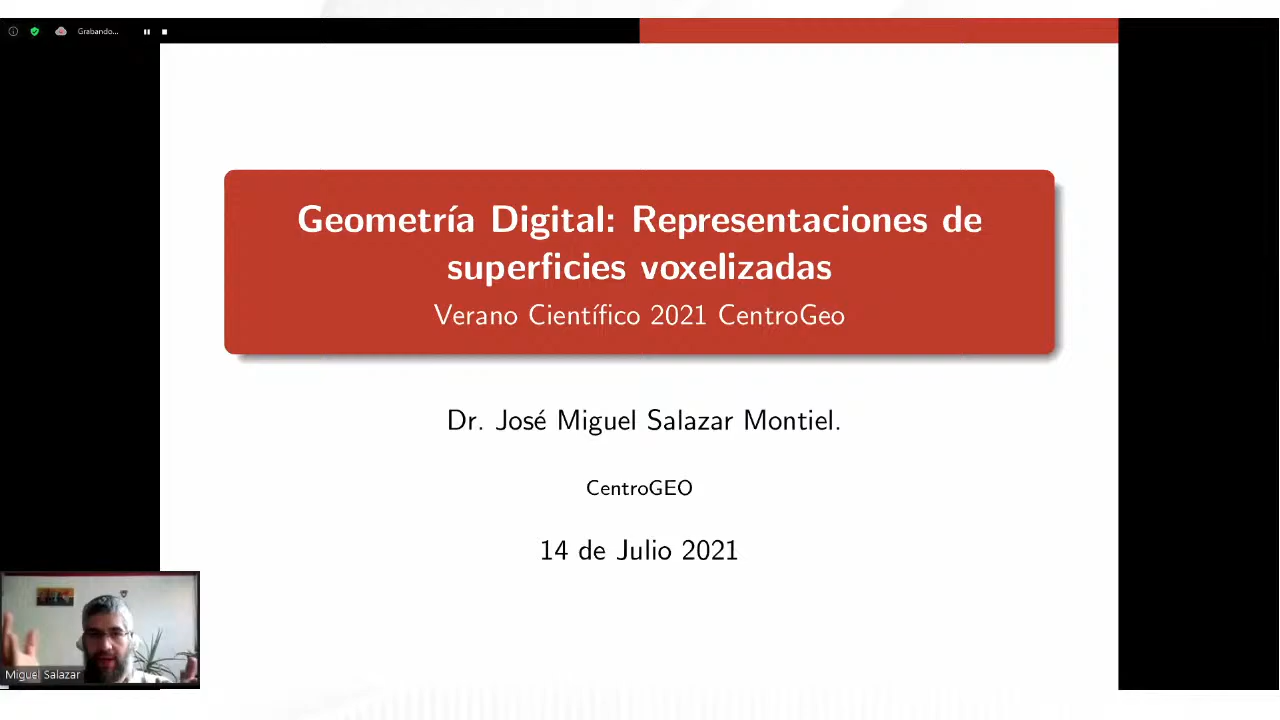 Grabando...
Geometría Digital: Representaciones de
superficies voxelizadas
Verano Científico 2021 CentroGeo
Dr. José Miguel Salazar Montiel.
CentroGEO
14 de Julio 2021
Miguel Salazar